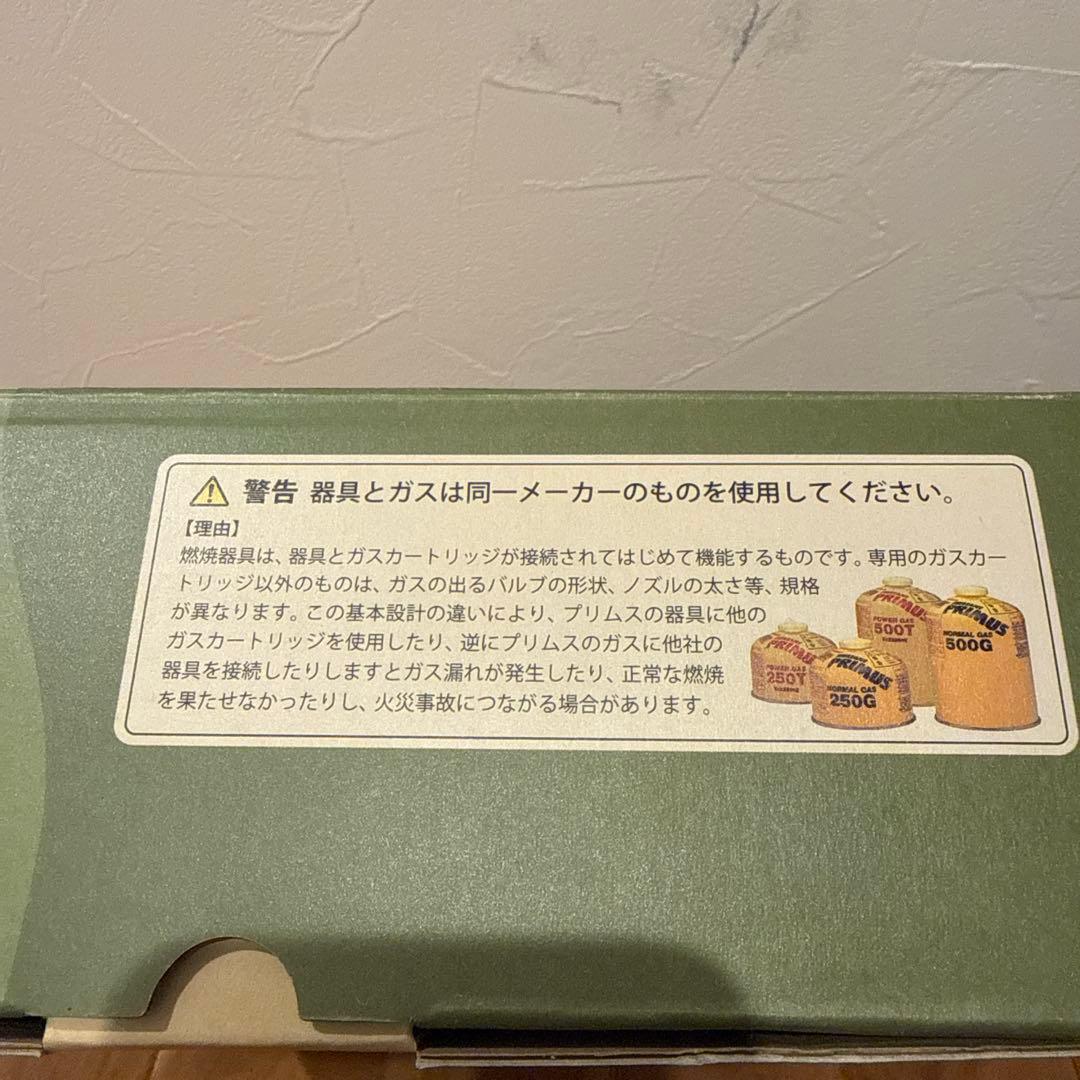 警告 器具とガスは同一メーカーのものを使用してください。
【理由】
燃焼器具は、器具とガスカートリッジが接続されてはじめて機能するものです。専用のガスカー
トリッジ以外のものは、ガスの出るバルブの形状、ノズルの太さ等、規格
が異なります。この基本設計の違いにより、プリムスの器具に他の
ガスカートリッジを使用したり、逆にプリムスのガスに他社の
器具を接続したりしますとガス漏れが発生したり、正常な燃焼
を果たせなかったりし、火災事故につながる場合があります。
PRIMUS
POWER GAS
500T
PRIMUS
NORMAL GAS
500G
PRIMUS
POWER GAS
250T
PRIMUS
NORMAL GAS
250G